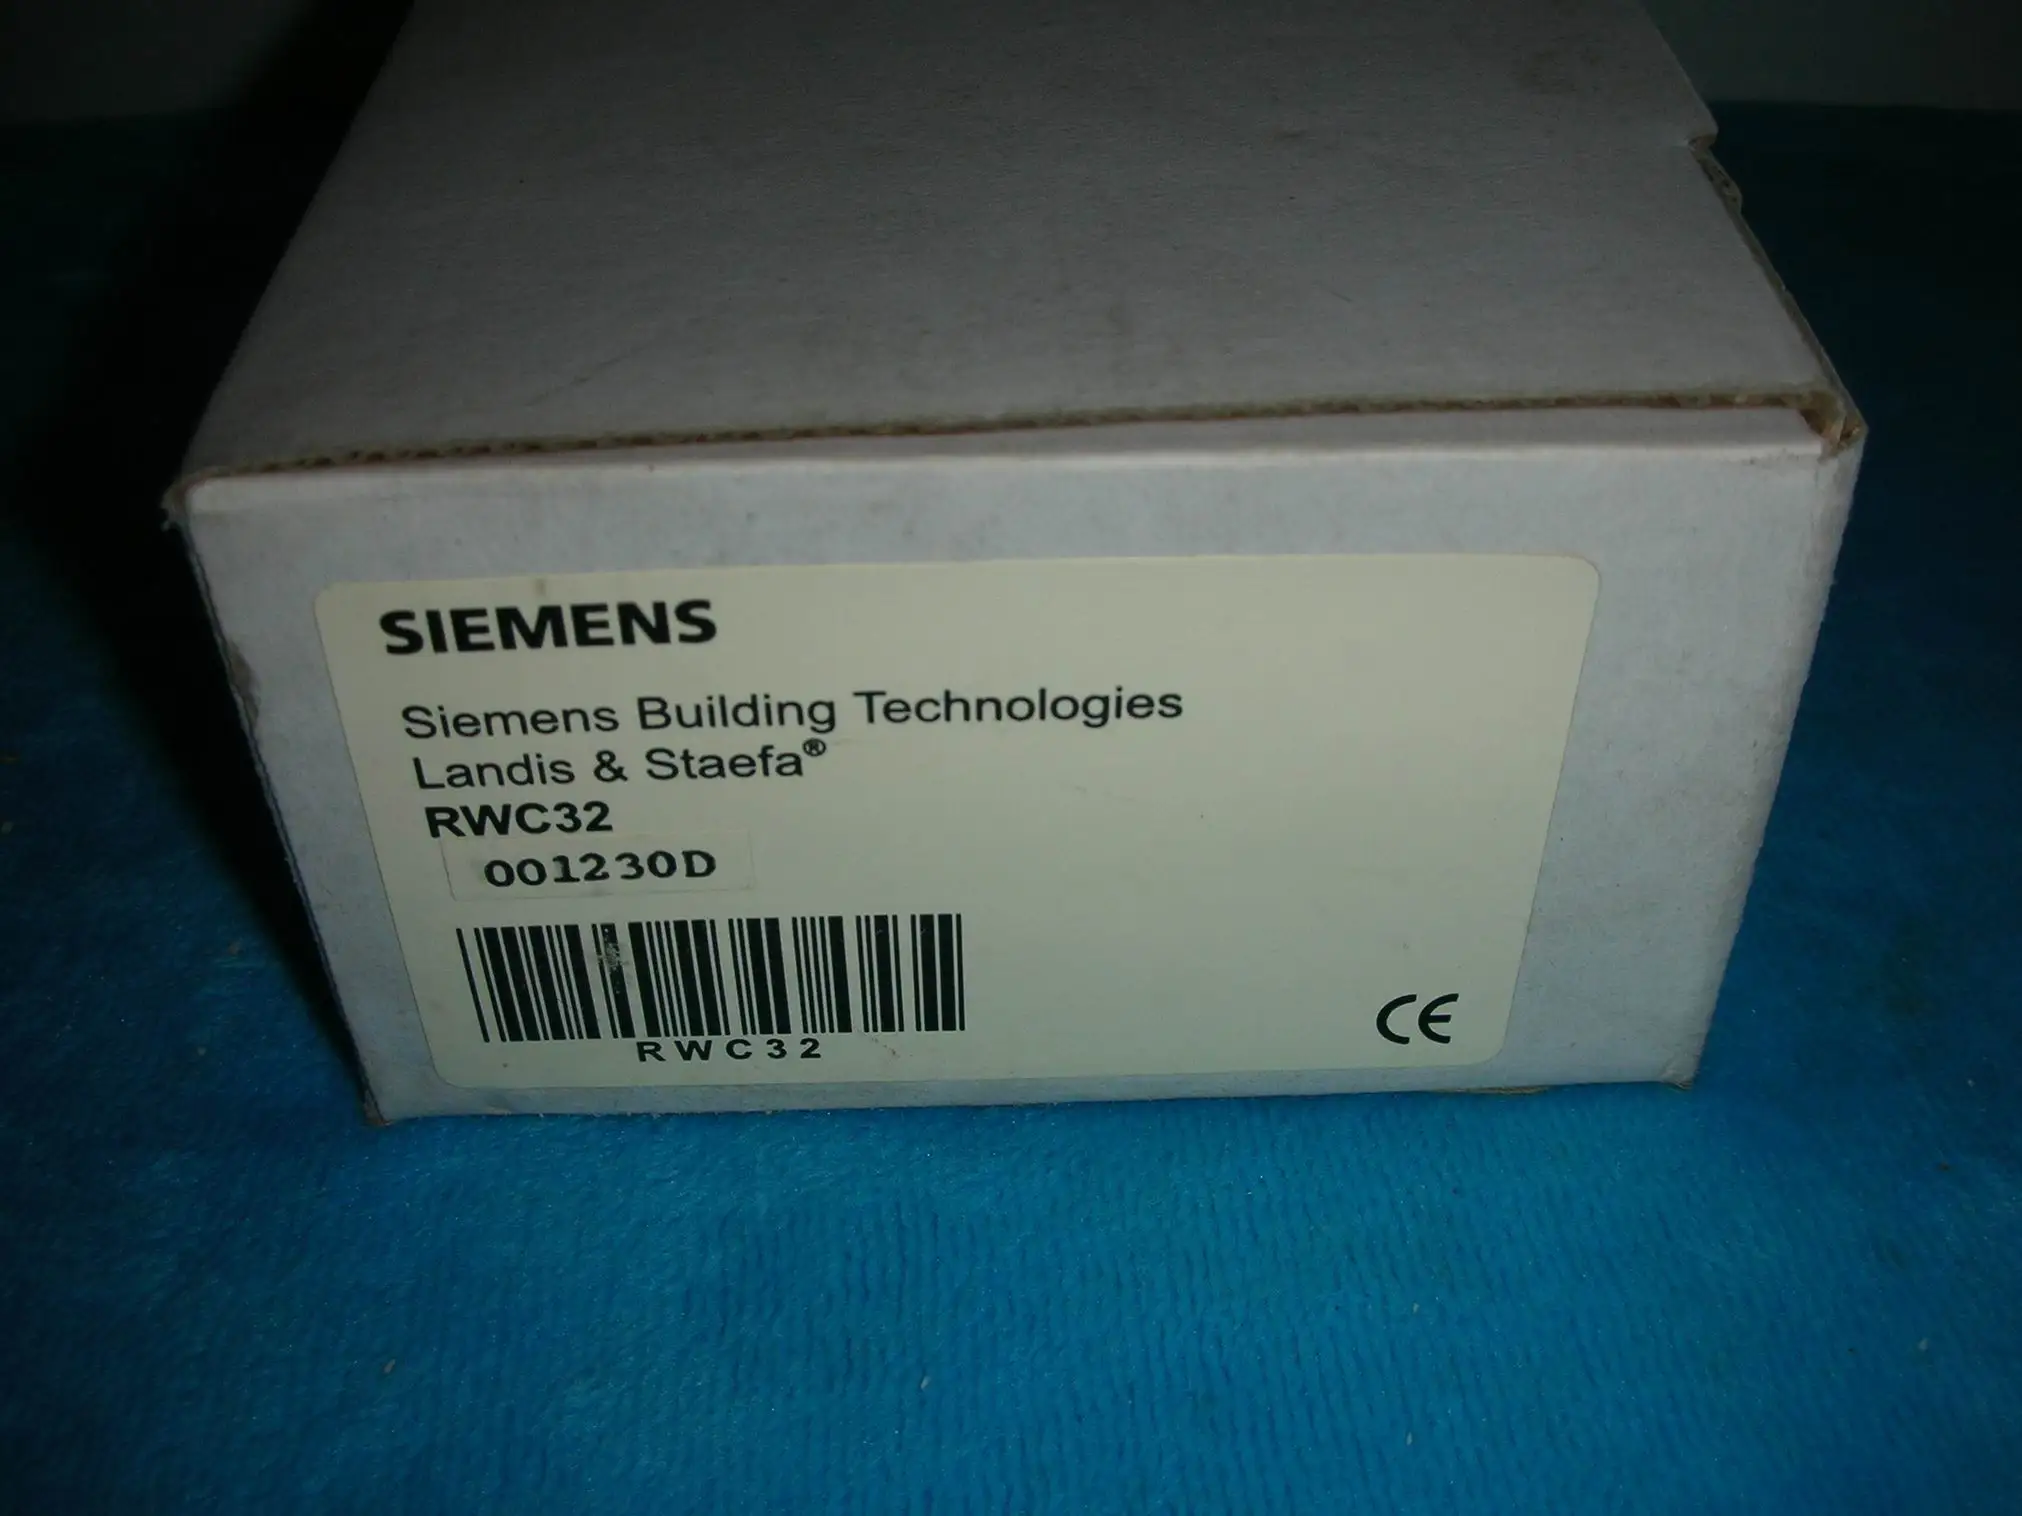 SIEMENS
Siemens Building Technologies
Landis & Staefa®
RWC32
001230D
RWC32
CE